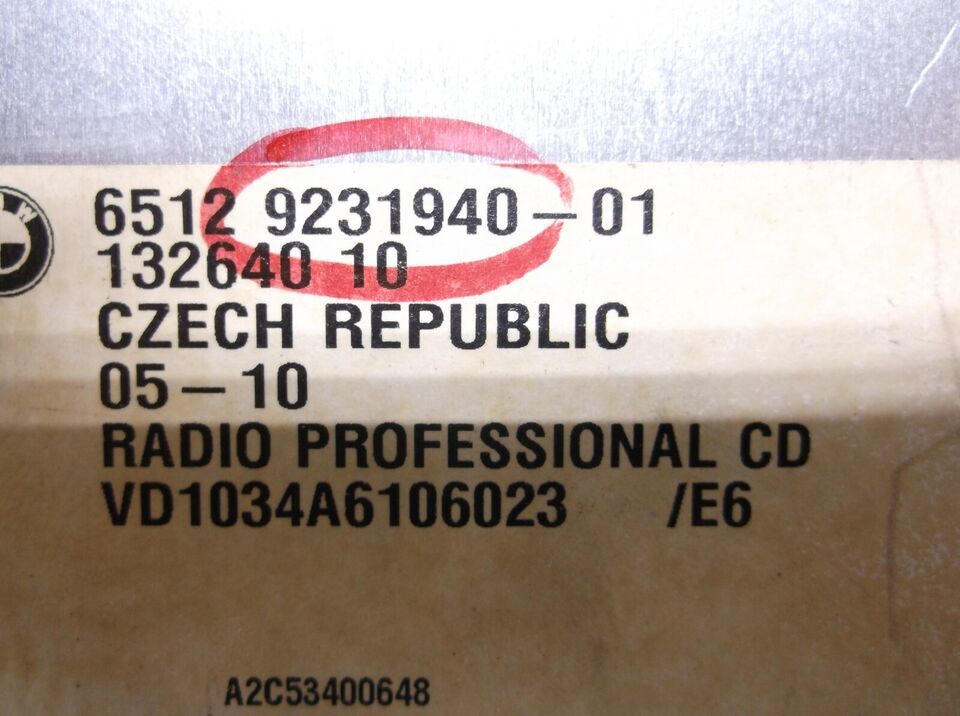 6512 9231940-01
132640 10
CZECH REPUBLIC
05-10
RADIO PROFESSIONAL CD
VD1034A6106023 /E6
A2C53400648